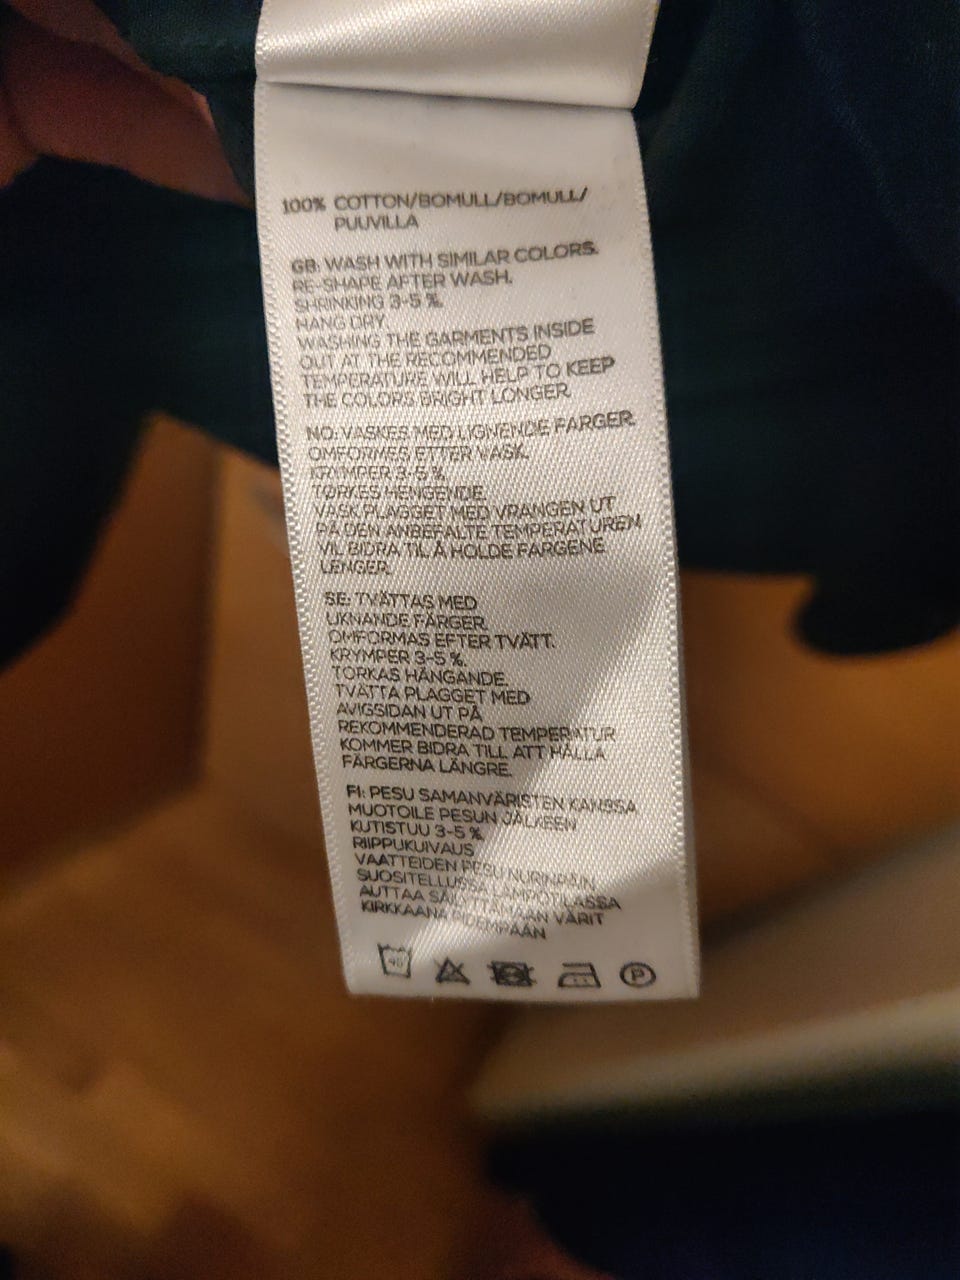 100% COTTON/BOMULL/BOMULL/
PUUVILLA
GB: WASH WITH SIMILAR COLORS.
RE-SHAPE AFTER WASH.
SHRINKING 3-5 %.
HANG DRY.
WASHING THE GARMENTS INSIDE
OUT AT THE RECOMMENDED
TEMPERATURE WILL HELP TO KEEP
THE COLORS BRIGHT LONGER.
NO: VASKES MED LIGNENDE FARGER.
OMFORMES ETTER VASK.
KRYMPER 3-5 %.
TØRKES HENGENDE.
VASK PLAGGET MED VRANGEN UT
PÅ DEN ANBEFALTE TEMPERATUREN
VIL BIDRA TIL Å HOLDE FARGENE
LENGER.
SE: TVÄTTAS MED
LIKNANDE FÄRGER.
OMFORMAS EFTER TVÄTT.
KRYMPER 3-5 %.
TORKAS HÄNGANDE.
TVÄTTA PLAGGET MED
AVIGSIDAN UT PÅ
REKOMMENDERAD TEMPERATUR
KOMMER BIDRA TILL ATT HÅLLA
FÄRGERNA LÄNGRE.
FI: PESU SAMANVÄRISTEN KANSSA
MUOTOILE PESUN JÄLKEEN
KUTISTUU 3-5 %
RIIPPUKUIVAUS
VAATTEIDEN PESU NURINPÄIN
SUOSITELLUSSA LÄMPÖTILASSA
AUTTAA SÄILYTTÄMÄÄN VÄRIT
KIRKKAANA PIDEMPÄÄN
40°
P